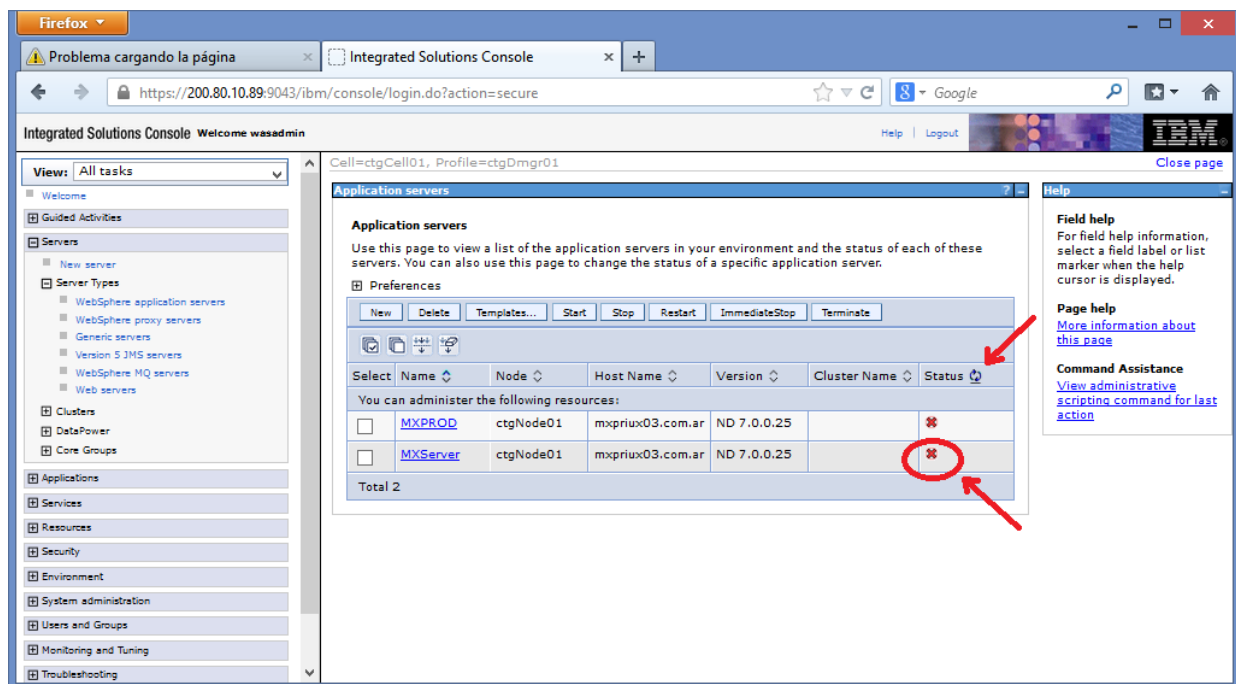 Firefox
Problema cargando la página
Integrated Solutions Console
https://200.80.10.89:9043/ibm/console/login.do?action=secure
Google
Integrated Solutions Console Welcome wasadmin
Help | Logout
IBM
View: All tasks
Welcome
Guided Activities
Servers
New server
Server Types
WebSphere application servers
WebSphere proxy servers
Generic servers
Version 5 JMS servers
WebSphere MQ servers
Web servers
Clusters
DataPower
Core Groups
Applications
Services
Resources
Security
Environment
System administration
Users and Groups
Monitoring and Tuning
Troubleshooting
Cell=ctgCell01, Profile=ctgDmgr01
Close page
Application servers
Application servers
Use this page to view a list of the application servers in your environment and the status of each of these
servers. You can also use this page to change the status of a specific application server.
Preferences
New Delete Templates... Start Stop Restart ImmediateStop Terminate
Select Name Node Host Name Version Cluster Name Status
You can administer the following resources:
MXPROD ctgNode01 mxpriux03.com.ar ND 7.0.0.25
MXServer ctgNode01 mxpriux03.com.ar ND 7.0.0.25
Total 2
Help
Field help
For field help information,
select a field label or list
marker when the help
cursor is displayed.
Page help
More information about
this page
Command Assistance
View administrative
scripting command for last
action